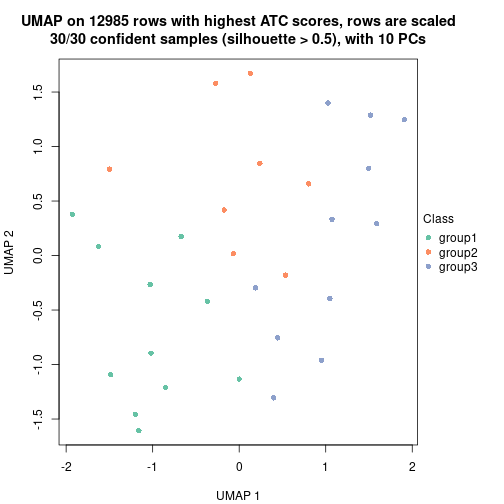 UMAP on 12985 rows with highest ATC scores, rows are scaled
30/30 confident samples (silhouette > 0.5), with 10 PCs
1.5
1.0
0.5
0.0
-0.5
-1.0
-1.5
UMAP 2
-2
-1
0
1
2
UMAP 1
Class
group1
group2
group3